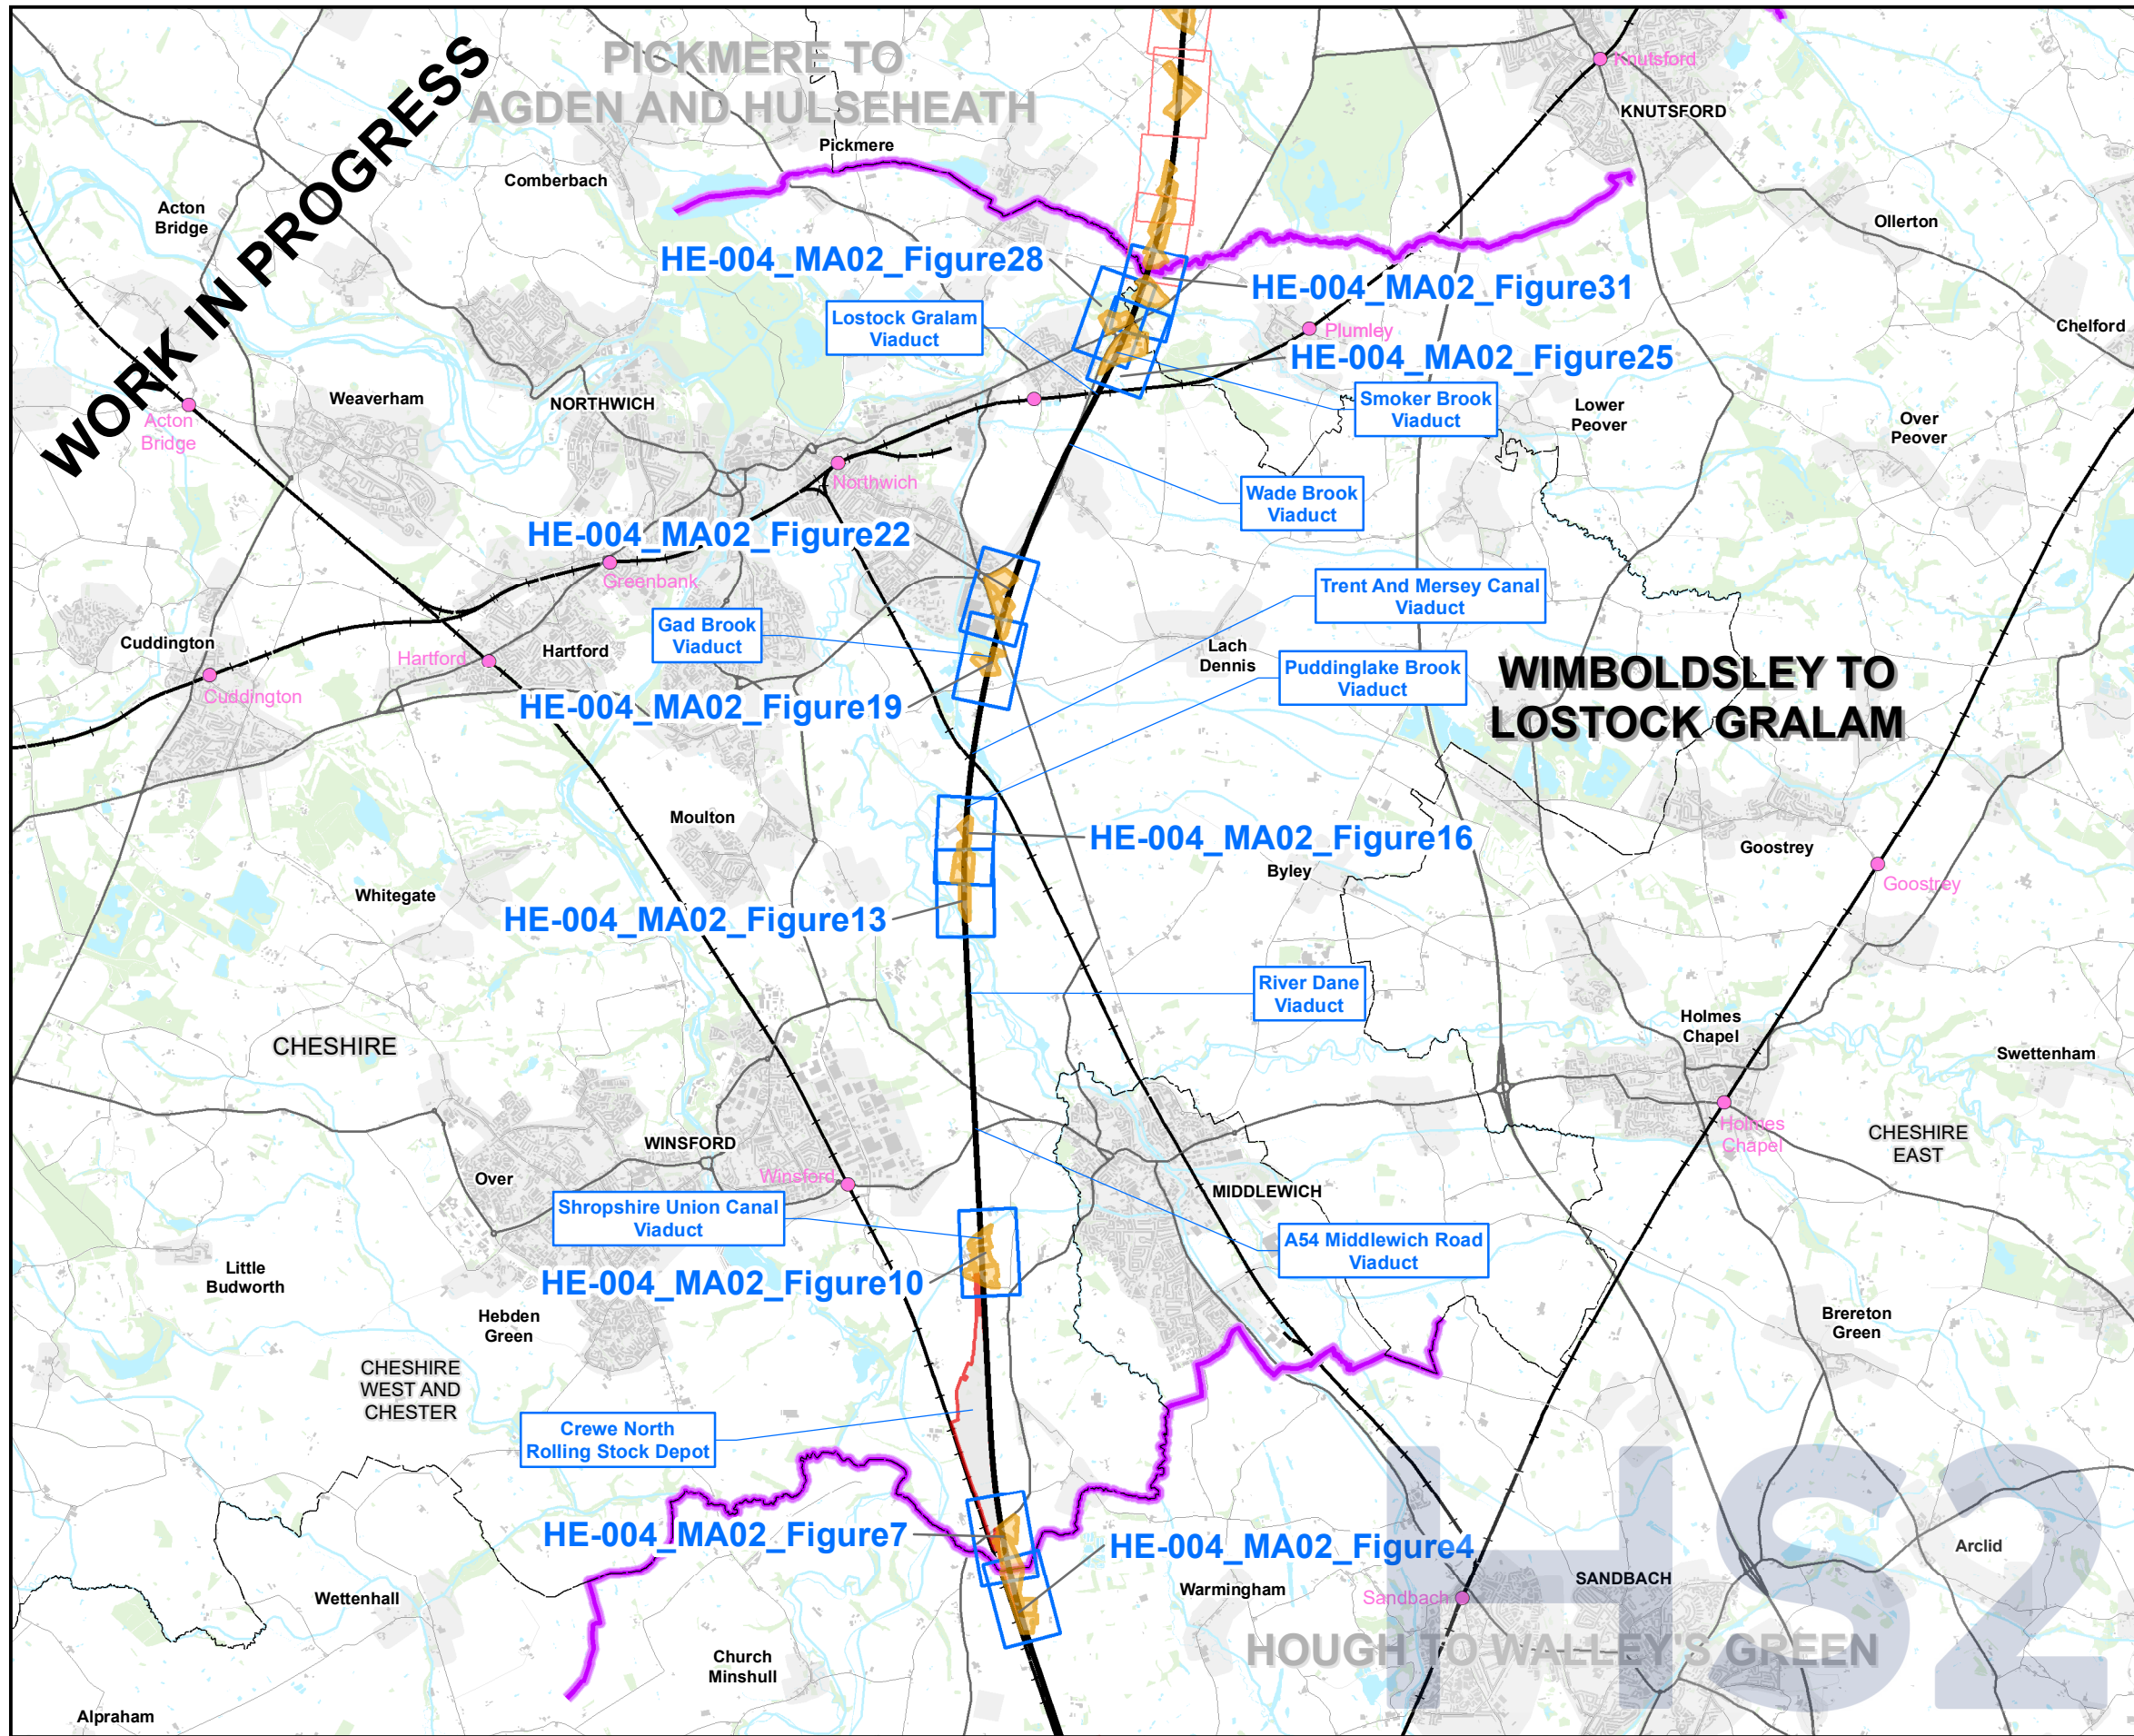 PICKMERE TO
AGDEN AND HULSEHEATH
WORK IN PROGRESS
Knutsford
KNUTSFORD
Pickmere
Comberbach
Acton
Bridge
Ollerton
HE-004_MA02_Figure28
HE-004_MA02_Figure31
Lostock Gralam
Viaduct
Plumley
Chelford
HE-004_MA02_Figure25
Smoker Brook
Viaduct
Weaverham
NORTHWICH
Lower
Peover
Over
Peover
Acton
Bridge
Northwich
Wade Brook
Viaduct
HE-004_MA02_Figure22
Greenbank
Trent And Mersey Canal
Viaduct
Gad Brook
Viaduct
Cuddington
Hartford
Hartford
Lach
Dennis
Puddinglake Brook
Viaduct
WIMBOLDSLEY TO
LOSTOCK GRALAM
Cuddington
HE-004_MA02_Figure19
Moulton
HE-004_MA02_Figure16
Goostrey
Byley
Goostrey
Whitegate
HE-004_MA02_Figure13
River Dane
Viaduct
Holmes
Chapel
CHESHIRE
Swettenham
WINSFORD
Holmes
Chapel
CHESHIRE
EAST
Over
Winsford
MIDDLEWICH
Shropshire Union Canal
Viaduct
A54 Middlewich Road
Viaduct
Little
Budworth
HE-004_MA02_Figure10
Hebden
Green
Brereton
Green
CHESHIRE
WEST AND
CHESTER
Crewe North
Rolling Stock Depot
HS2
HE-004_MA02_Figure7
HE-004_MA02_Figure4
Arclid
Wettenhall
Warmingham
Sandbach
SANDBACH
HOUGH TO WALLEY'S GREEN
Church
Minshull
Alpraham